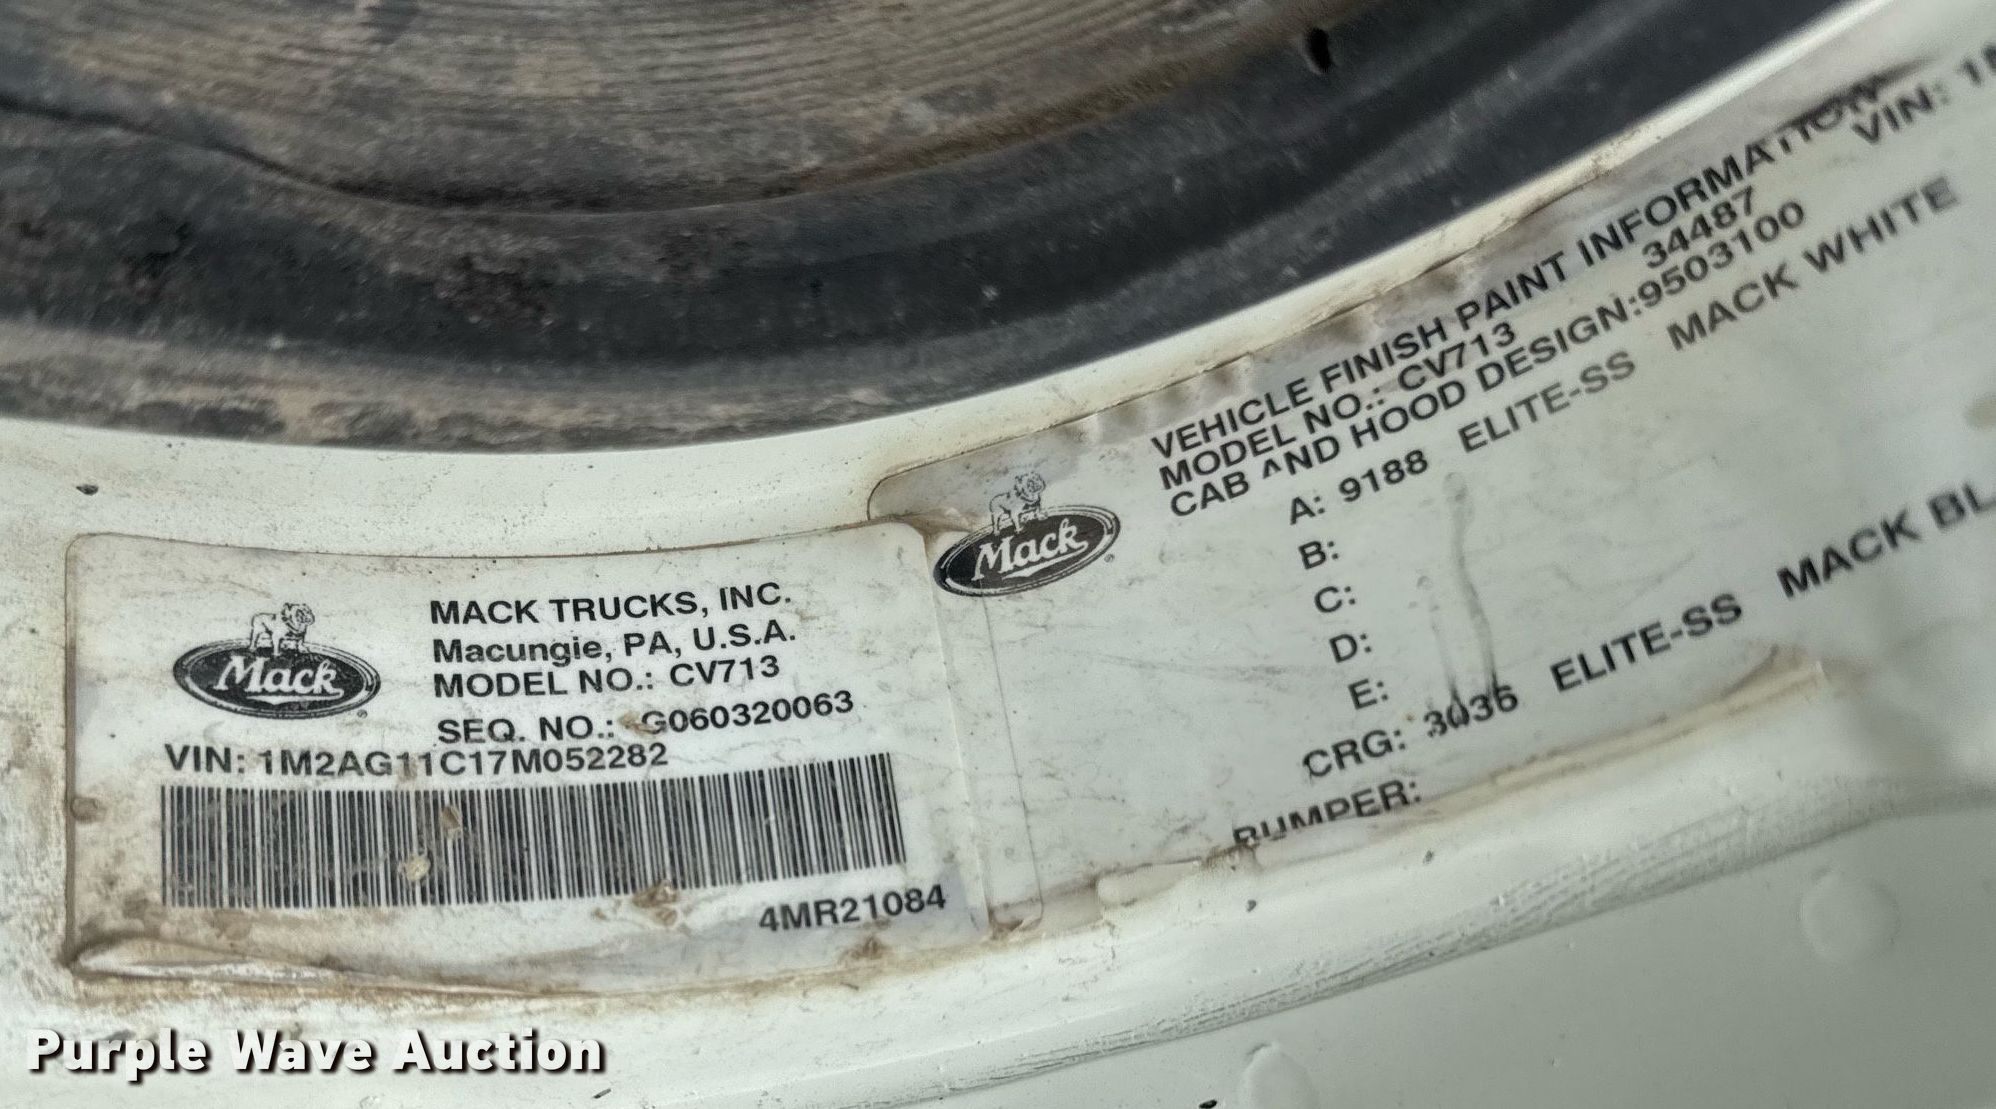 Mack
MACK TRUCKS, INC.
Macungie, PA, U.S.A.
MODEL NO.: CV713
SEQ. NO.: G060320063
VIN: 1M2AG11C17M052282
4MR21084
Mack
VEHICLE FINISH PAINT INFORMATION
MODEL NO.: CV713 34487 VIN: 1M
CAB AND HOOD DESIGN:9503100
A: 9188 ELITE-SS MACK WHITE
B:
C:
D:
E:
CRG: 3036 ELITE-SS MACK BL
BUMPER:
Purple Wave Auction